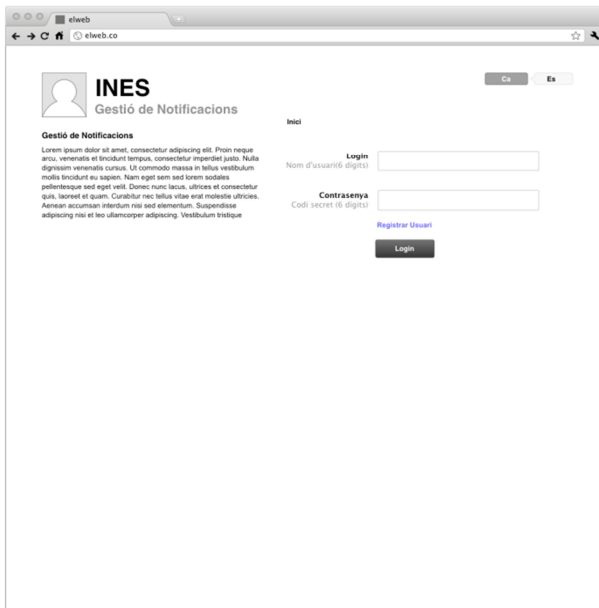 elweb
elweb.co
INES
Gestió de Notificacions
Ca
Es
Inici
Gestió de Notificacions
Lorem ipsum dolor sit amet, consectetur adipiscing elit. Proin neque
arcu, venenatis et tincidunt tempus, consectetur imperdiet justo. Nulla
dignissim venenatis cursus. Ut commodo massa in tellus vestibulum
mollis tincidunt eu sapien. Nam eget sem sed lorem sodales
pellentesque sed eget velit. Donec nunc lacus, ultrices et consectetur
quis, laoreet et quam. Curabitur nec tellus vitae erat molestie ultricies.
Aenean accumsan interdum nisi sed elementum. Suspendisse
adipiscing nisi et leo ullamcorper adipiscing. Vestibulum tristique
Login
Nom d'usuari(6 digits)
Contrasenya
Codi secret (6 digits)
Registrar Usuari
Login